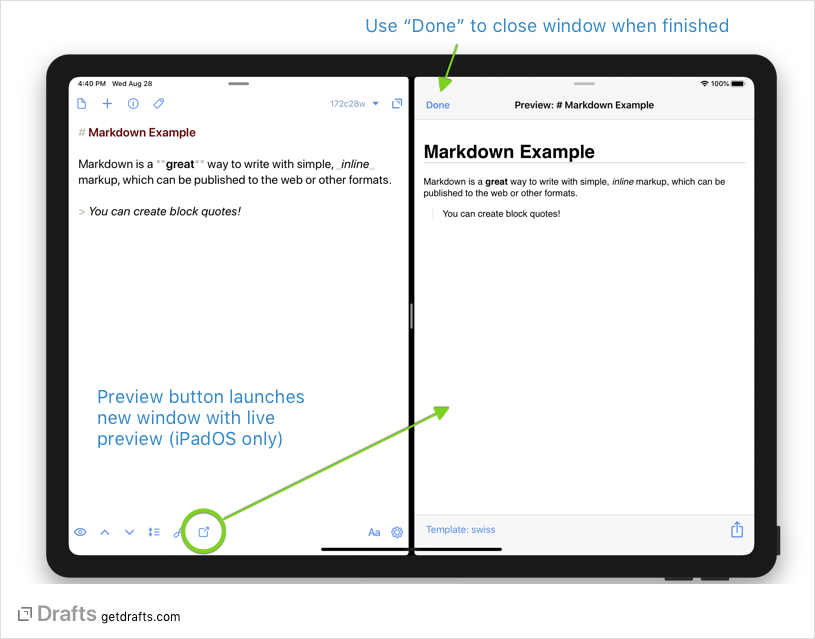 Use “Done” to close window when finished
4:40 PM Wed Aug 28
172c28w
# Markdown Example
Markdown is a **great** way to write with simple, _inline_
markup, which can be published to the web or other formats.
> You can create block quotes!
Preview button launches
new window with live
preview (iPadOS only)
Aa
100%
Done
Preview: # Markdown Example
Markdown Example
Markdown is a great way to write with simple, inline markup, which can be
published to the web or other formats.
You can create block quotes!
Template: swiss
Drafts getdrafts.com